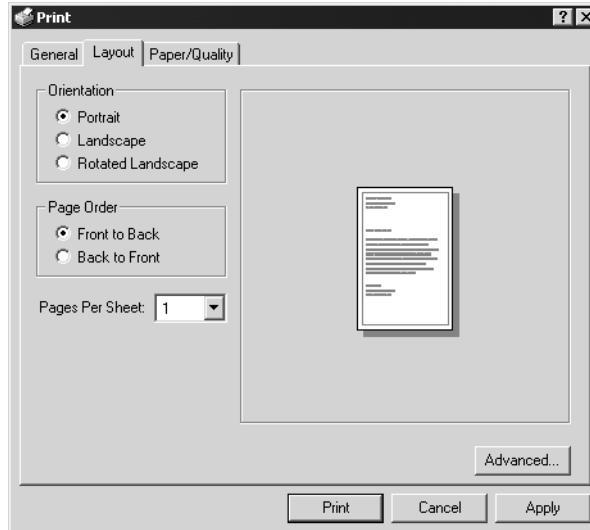 Print
General Layout Paper/Quality
Orientation
Portrait
Landscape
Rotated Landscape
Page Order
Front to Back
Back to Front
Pages Per Sheet: 1
Advanced...
Print Cancel Apply